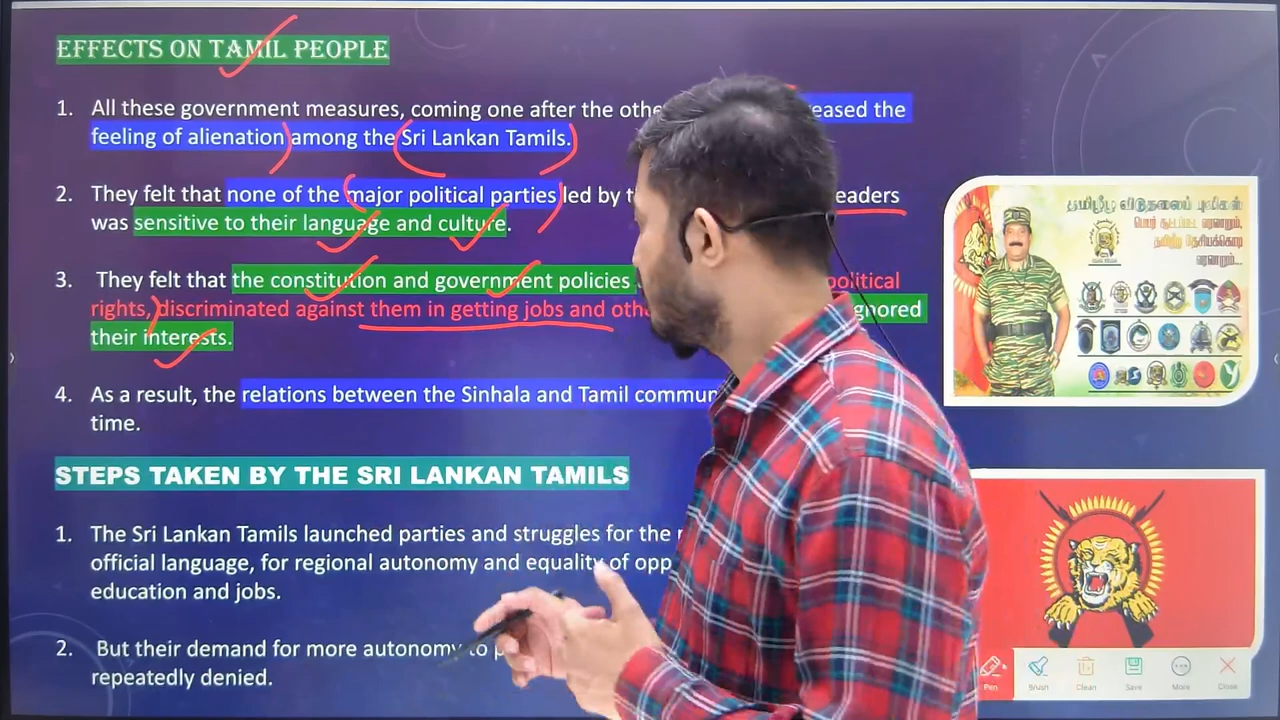 EFFECTS ON TAMIL PEOPLE
1. All these government measures, coming one after the othe
eased the
feeling of alienation among the Sri Lankan Tamils.
2. They felt that none of the major political parties led by
eaders
was sensitive to their language and culture.
3. They felt that the constitution and government policies
political
rights, discriminated against them in getting jobs and oth
gnored
their interests.
4. As a result, the relations between the Sinhala and Tamil commun
time.
STEPS TAKEN BY THE SRI LANKAN TAMILS
1. The Sri Lankan Tamils launched parties and struggles for the
official language, for regional autonomy and equality of opp
education and jobs.
2. But their demand for more autonomy to p
repeatedly denied.
தமிழீழ விடுதலைப் புலிகள்
Pen
Brush
Clean
Save
More
Close